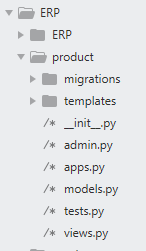 ERP
ERP
product
migrations
templates
/* __init__.py
/* admin.py
/* apps.py
/* models.py
/* tests.py
/* views.py